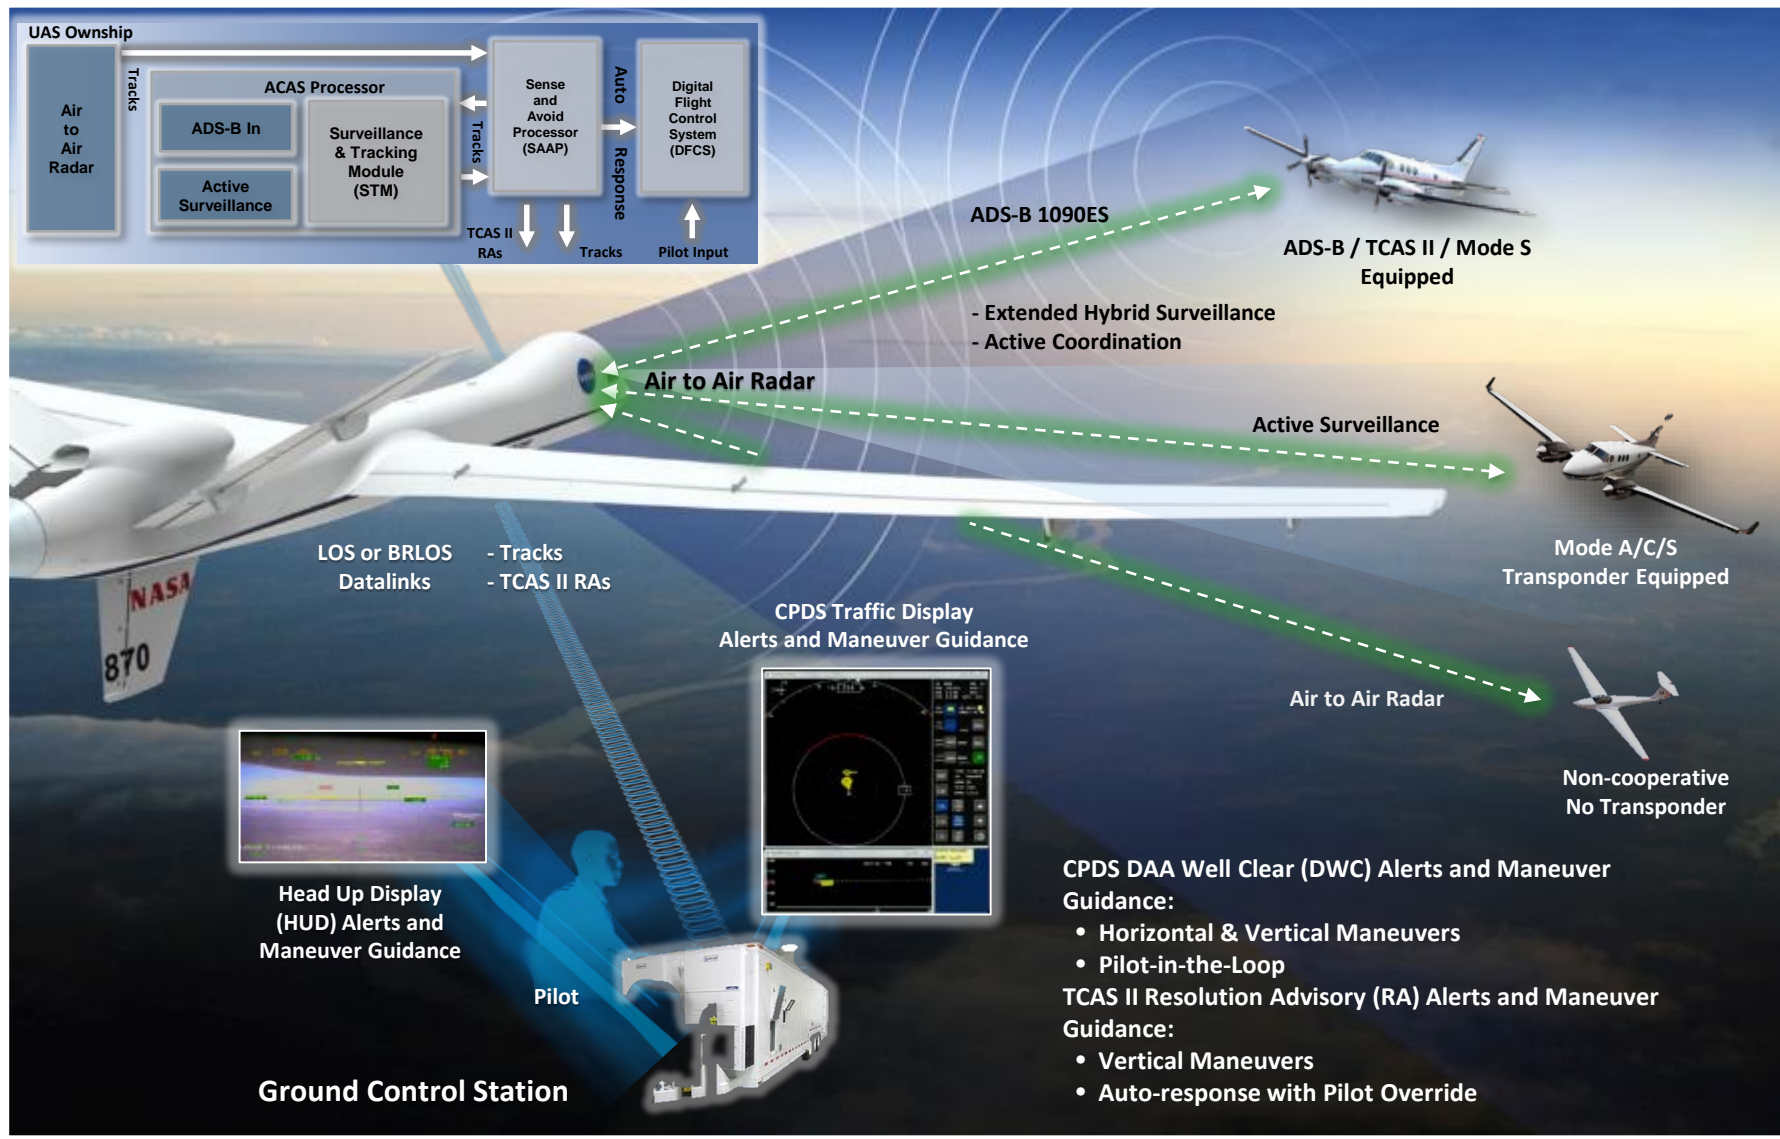 UAS Ownship
Air
to
Air
Radar
Tracks
ACAS Processor
ADS-B In
Active
Surveillance
Surveillance
& Tracking
Module
(STM)
Tracks
Sense
and
Avoid
Processor
(SAAP)
Auto
Response
Digital
Flight
Control
System
(DFCS)
TCAS II
RAs
Tracks
Pilot Input
ADS-B 1090ES
ADS-B / TCAS II / Mode S
Equipped
- Extended Hybrid Surveillance
- Active Coordination
Air to Air Radar
Active Surveillance
Mode A/C/S
Transponder Equipped
LOS or BRLOS
Datalinks
- Tracks
- TCAS II RAs
NASA
870
CPDS Traffic Display
Alerts and Maneuver Guidance
Air to Air Radar
Non-cooperative
No Transponder
Head Up Display
(HUD) Alerts and
Maneuver Guidance
Pilot
Ground Control Station
CPDS DAA Well Clear (DWC) Alerts and Maneuver
Guidance:
• Horizontal & Vertical Maneuvers
• Pilot-in-the-Loop
TCAS II Resolution Advisory (RA) Alerts and Maneuver
Guidance:
• Vertical Maneuvers
• Auto-response with Pilot Override